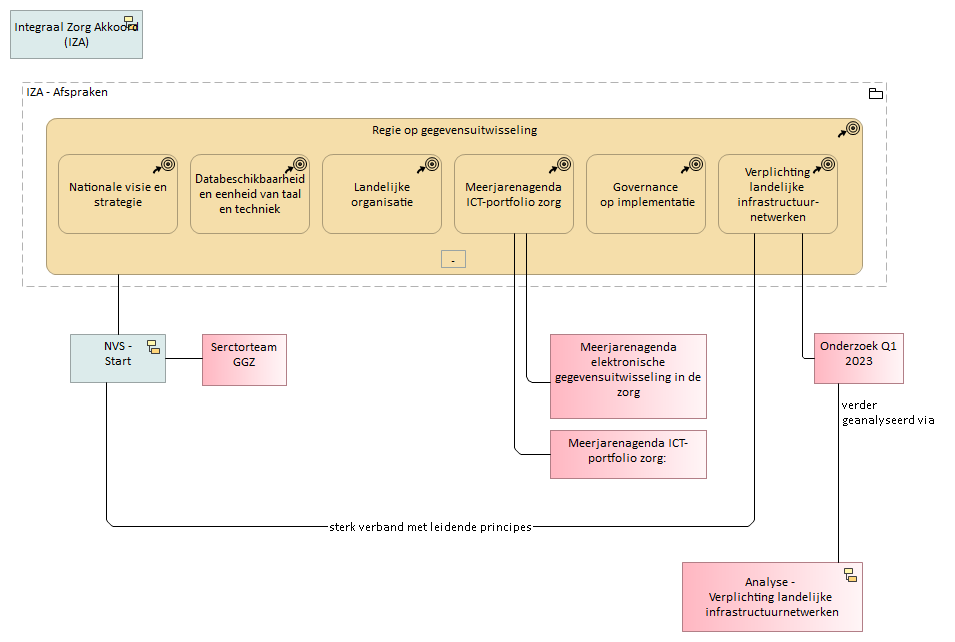 Integraal Zorg Akkoord
(IZA)
IZA - Afspraken
Regie op gegevensuitwisseling
Nationale visie en
strategie
Databeschikbaarheid
en eenheid van taal
en techniek
Landelijke
organisatie
Meerjarenagenda
ICT-portfolio zorg
Governance
op implementatie
Verplichting
landelijke
infrastructuur-
netwerken
-
NVS -
Start
Serctorteam
GGZ
Meerjarenagenda
elektronische
gegevensuitwisseling in de
zorg
Onderzoek Q1
2023
verder
geanalyseerd via
Meerjarenagenda ICT-
portfolio zorg:
sterk verband met leidende principes
Analyse -
Verplichting landelijke
infrastructuurnetwerken